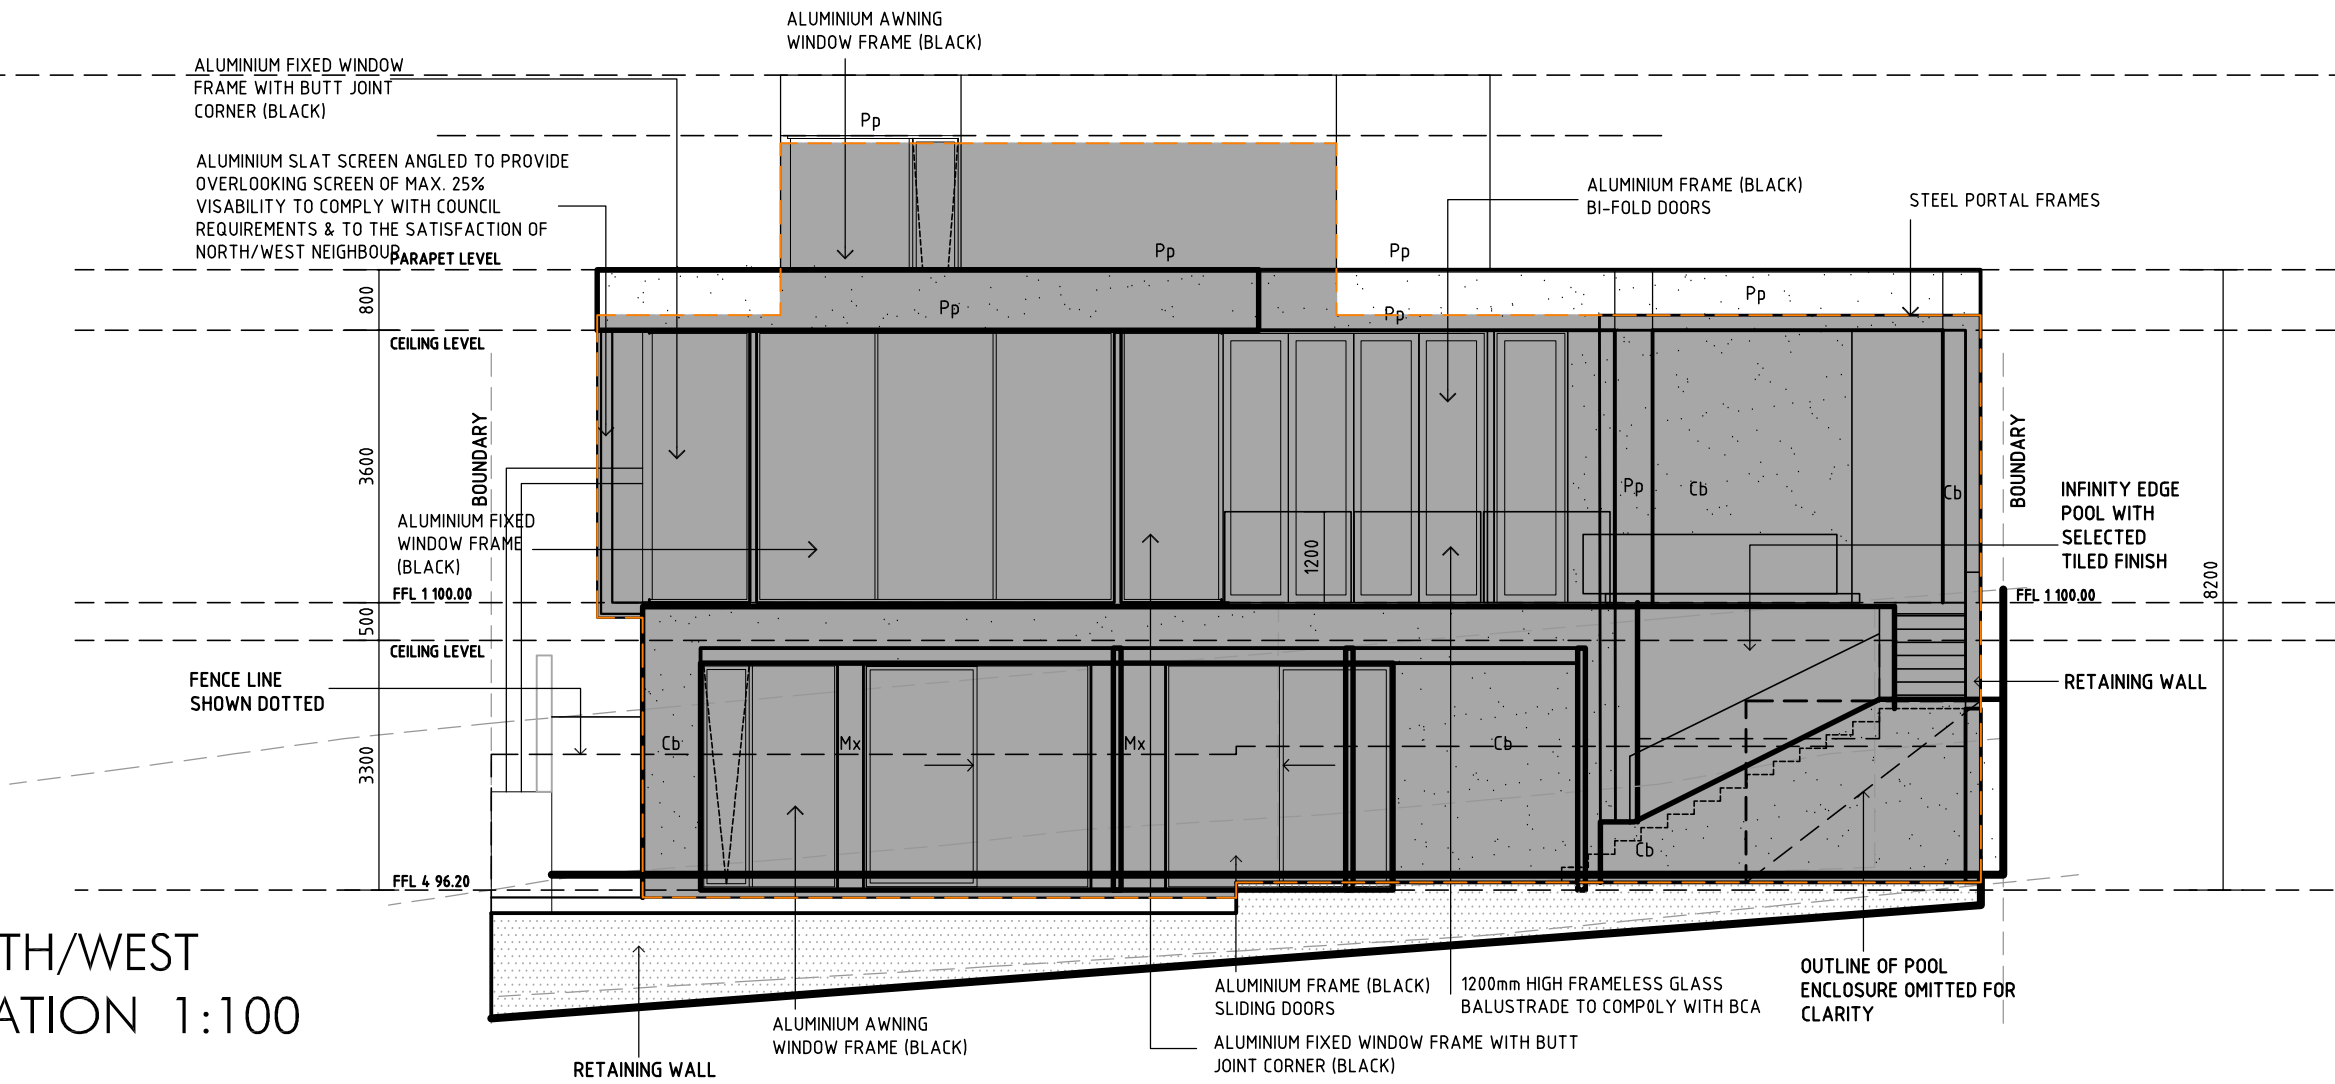 ALUMINIUM AWNING
WINDOW FRAME (BLACK)
ALUMINIUM FIXED WINDOW
FRAME WITH BUTT JOINT
CORNER (BLACK)
Pp
ALUMINIUM SLAT SCREEN ANGLED TO PROVIDE
OVERLOOKING SCREEN OF MAX. 25%
VISABILITY TO COMPLY WITH COUNCIL
REQUIREMENTS & TO THE SATISFACTION OF
NORTH/WEST NEIGHBOUR
ALUMINIUM FRAME (BLACK)
BI-FOLD DOORS
STEEL PORTAL FRAMES
PARAPET LEVEL
Pp
Pp
800
Pp
Pp
Pp
CEILING LEVEL
3600
BOUNDARY
BOUNDARY
Pp
Cb
Cb
INFINITY EDGE
POOL WITH
SELECTED
TILED FINISH
ALUMINIUM FIXED
WINDOW FRAME
(BLACK)
1200
8200
FFL 1 100.00
FFL 1 100.00
500
CEILING LEVEL
FENCE LINE
SHOWN DOTTED
RETAINING WALL
3300
Cb
Mx
Mx
Cb
Cb
FFL 4 96.20
TH/WEST
ATION 1:100
RETAINING WALL
ALUMINIUM AWNING
WINDOW FRAME (BLACK)
ALUMINIUM FRAME (BLACK)
SLIDING DOORS
ALUMINIUM FIXED WINDOW FRAME WITH BUTT
JOINT CORNER (BLACK)
1200mm HIGH FRAMELESS GLASS
BALUSTRADE TO COMPOLY WITH BCA
OUTLINE OF POOL
ENCLOSURE OMITTED FOR
CLARITY